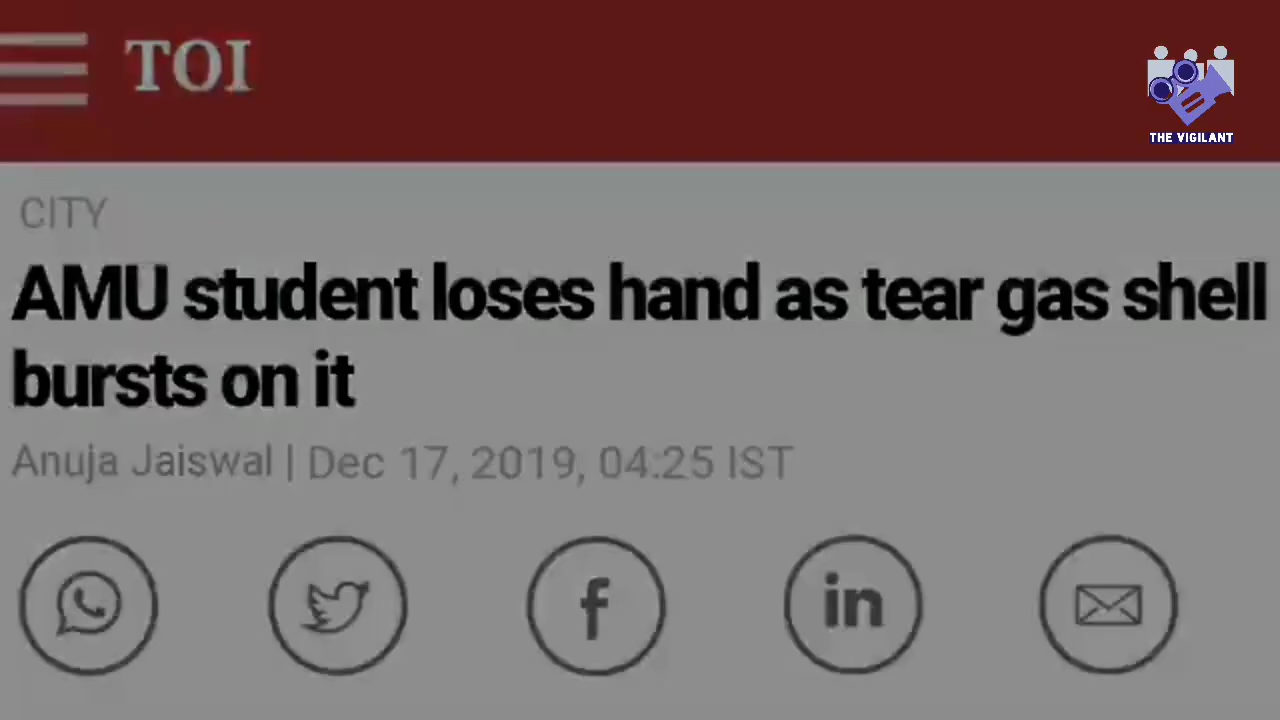 TOI
THE VIGILANT
CITY
AMU student loses hand as tear gas shell
bursts on it
Anuja Jaiswal | Dec 17, 2019, 04:25 IST
f
in